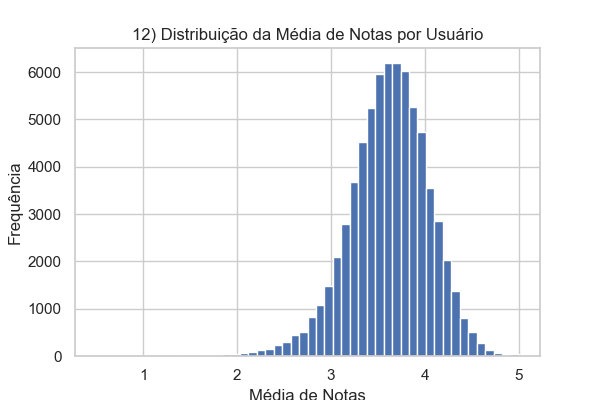 12) Distribuição da Média de Notas por Usuário
6000
5000
4000
3000
2000
1000
0
Frequência
1 2 3 4 5
Média de Notas